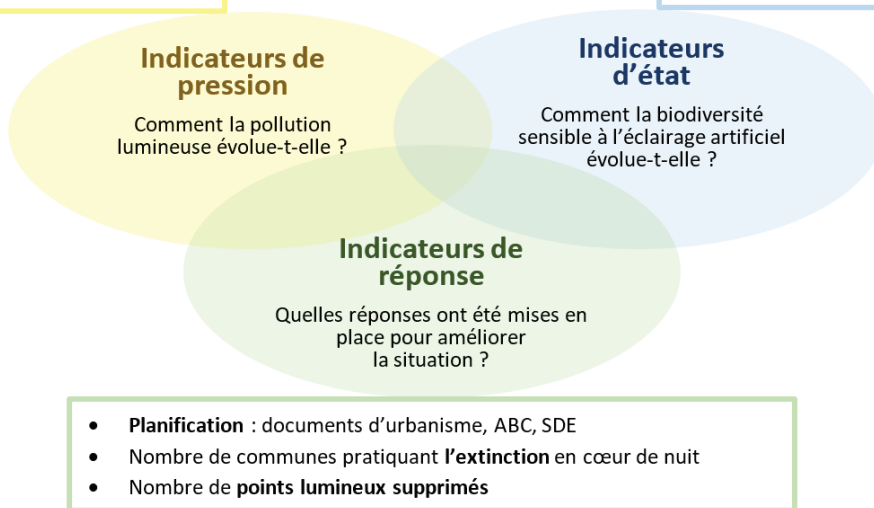 Indicateurs de
pression
Comment la pollution
lumineuse évolue-t-elle ?
Indicateurs
d’état
Comment la biodiversité
sensible à l’éclairage artificiel
évolue-t-elle ?
Indicateurs de
réponse
Quelles réponses ont été mises en
place pour améliorer
la situation ?
• Planification : documents d’urbanisme, ABC, SDE
• Nombre de communes pratiquant l’extinction en cœur de nuit
• Nombre de points lumineux supprimés